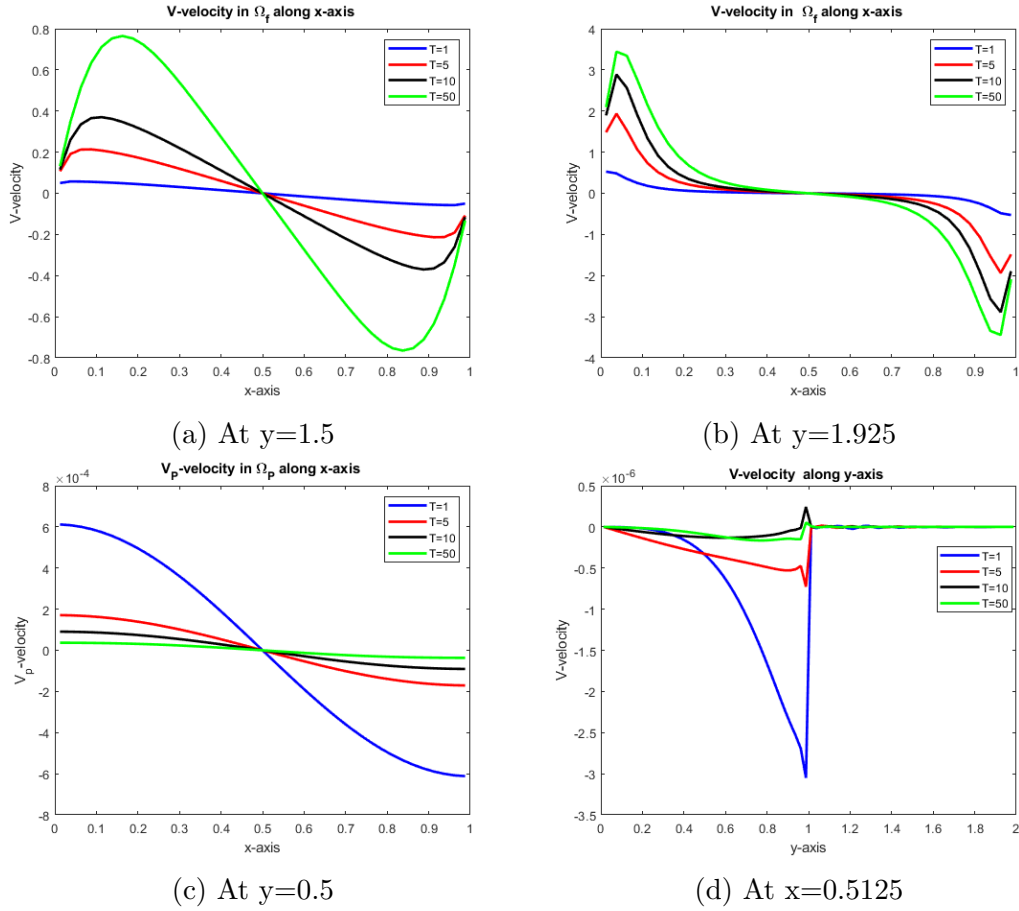 V-velocity in Ω_f along x-axis
0.8
0.6
0.4
0.2
0
-0.2
-0.4
-0.6
-0.8
V-velocity
T=1
T=5
T=10
T=50
0 0.1 0.2 0.3 0.4 0.5 0.6 0.7 0.8 0.9 1
x-axis
(a) At y=1.5
V-velocity in Ω_f along x-axis
4
3
2
1
0
-1
-2
-3
-4
V-velocity
T=1
T=5
T=10
T=50
0 0.1 0.2 0.3 0.4 0.5 0.6 0.7 0.8 0.9 1
x-axis
(b) At y=1.925
V_P-velocity in Ω_P along x-axis
×10^-4
8
6
4
2
0
-2
-4
-6
-8
V_p-velocity
T=1
T=5
T=10
T=50
0 0.1 0.2 0.3 0.4 0.5 0.6 0.7 0.8 0.9 1
x-axis
(c) At y=0.5
V-velocity along y-axis
×10^-6
0.5
0
-0.5
-1
-1.5
-2
-2.5
-3
-3.5
V-velocity
T=1
T=5
T=10
T=50
0 0.2 0.4 0.6 0.8 1 1.2 1.4 1.6 1.8 2
y-axis
(d) At x=0.5125